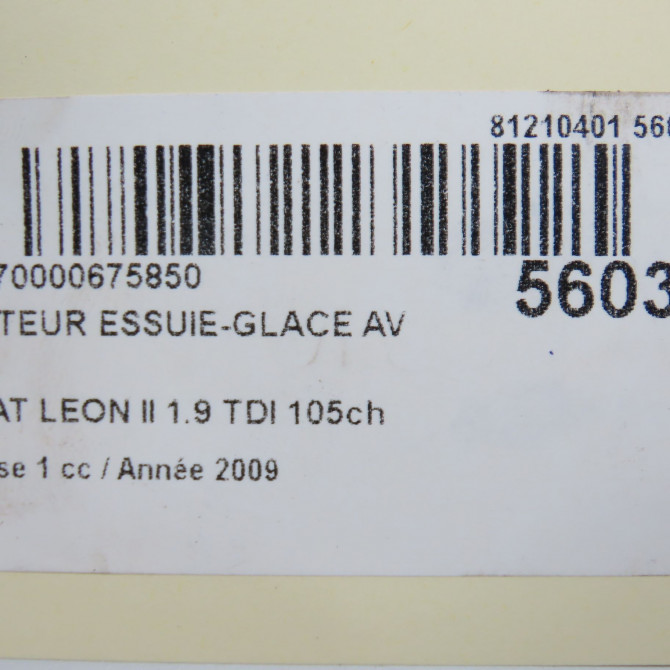 81210401 560
70000675850
5603
TEUR ESSUIE-GLACE AV
AT LEON II 1.9 TDI 105ch
se 1 cc / Année 2009